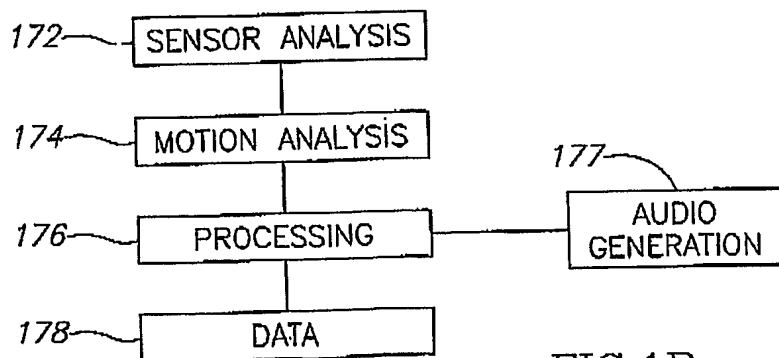 172 SENSOR ANALYSIS
174 MOTION ANALYSIS
177
176 PROCESSING
AUDIO
GENERATION
178 DATA